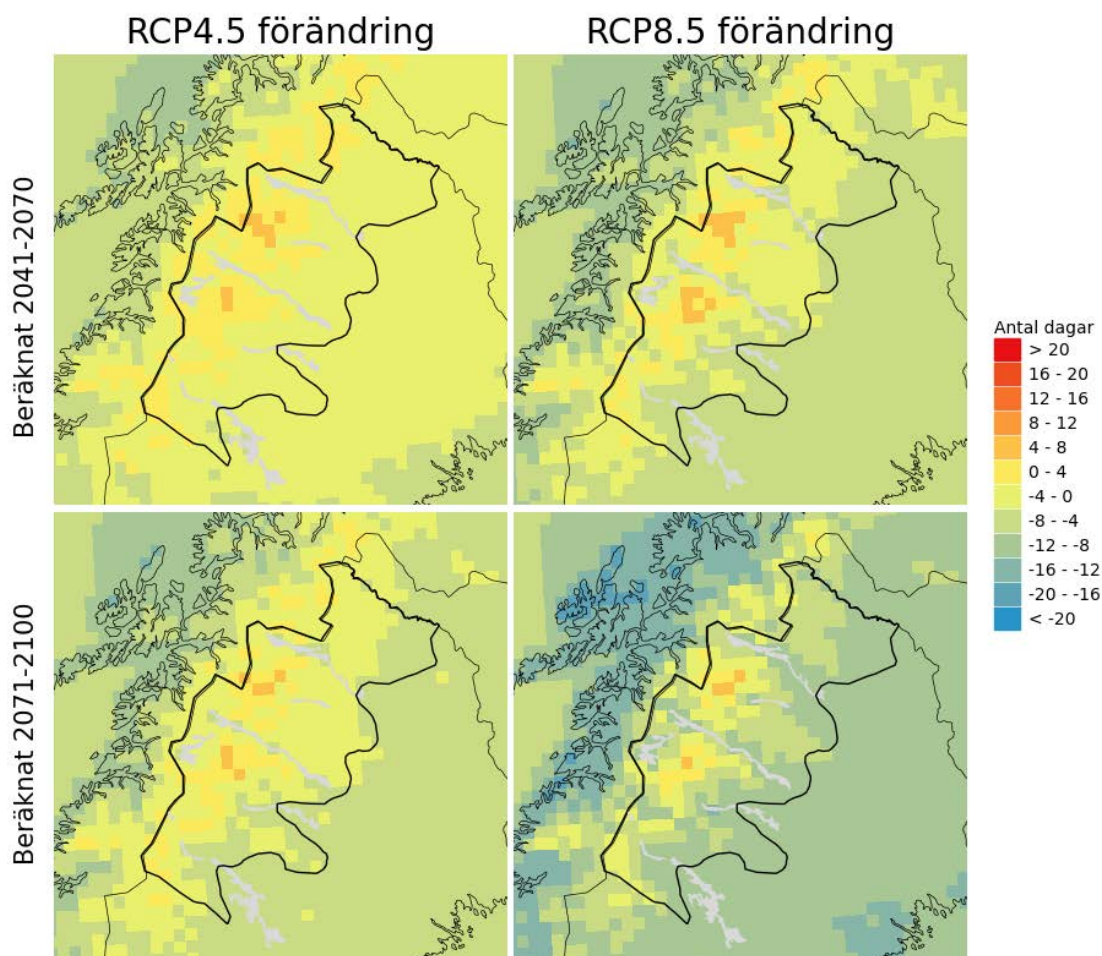 RCP4.5 förändring
RCP8.5 förändring
Beräknat 2041-2070
Beräknat 2071-2100
Antal dagar
> 20
16 - 20
12 - 16
8 - 12
4 - 8
0 - 4
-4 - 0
-8 - -4
-12 - -8
-16 - -12
-20 - -16
< -20